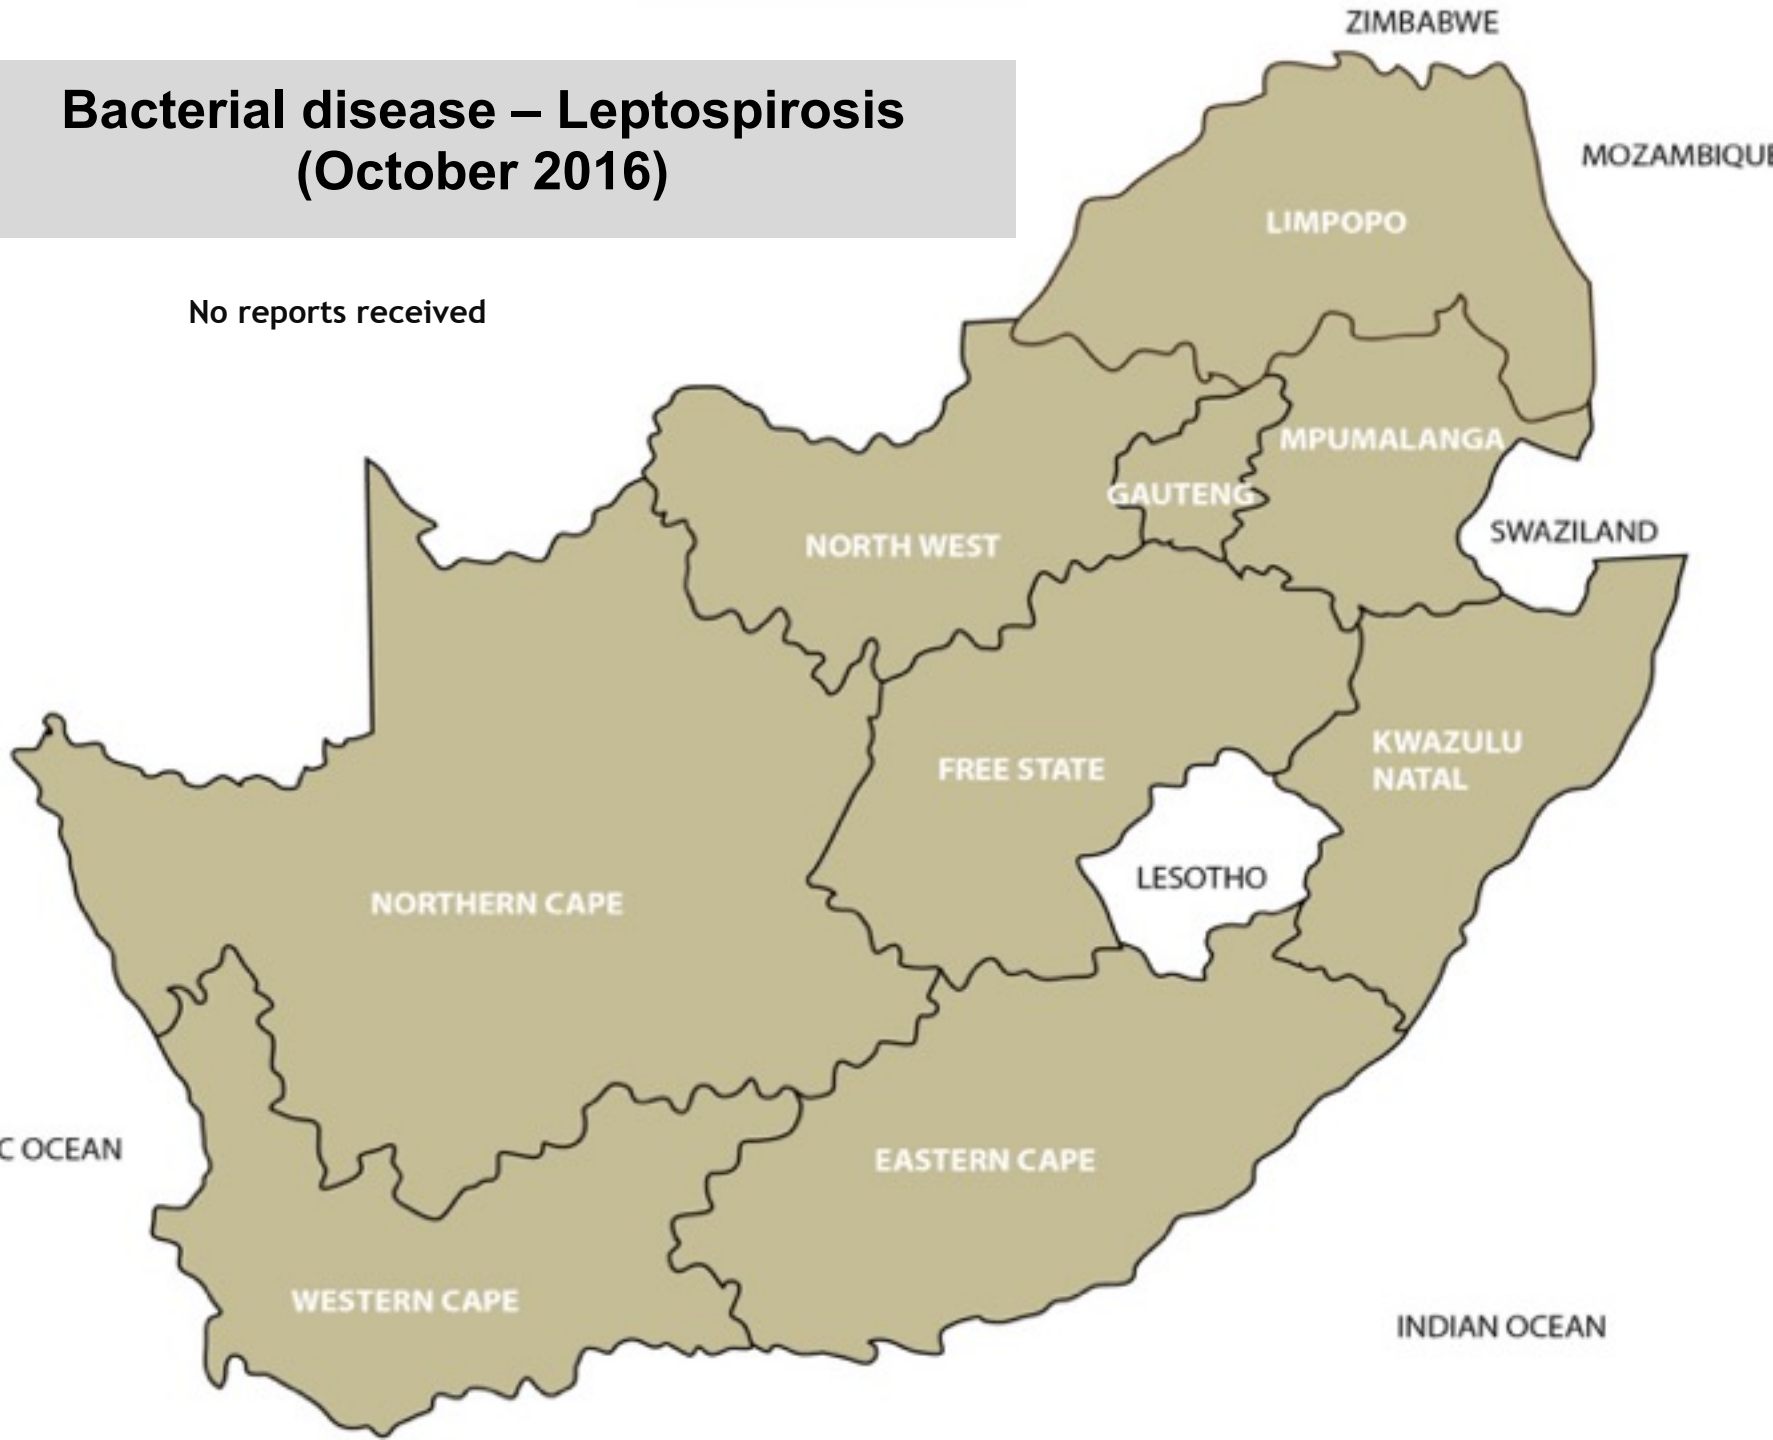 ZIMBABWE
Bacterial disease – Leptospirosis
(October 2016)
MOZAMBIQUE
LIMPOPO
No reports received
MPUMALANGA
GAUTENG
SWAZILAND
NORTH WEST
KWAZULU
NATAL
FREE STATE
LESOTHO
NORTHERN CAPE
C OCEAN
EASTERN CAPE
WESTERN CAPE
INDIAN OCEAN